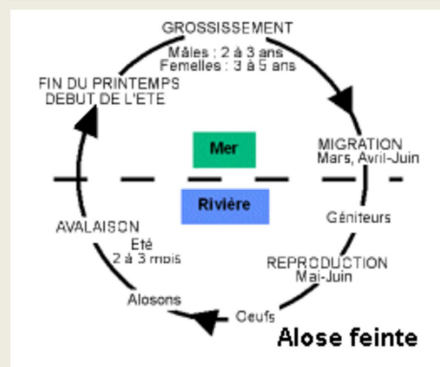 GROSSISSEMENT
Mâles : 2 à 3 ans
Femelles : 3 à 5 ans
FIN DU PRINTEMPS
DEBUT DE L'ETE
Mer
MIGRATION
Mars, Avril-Juin
Rivière
Géniteurs
AVALAISON
Eté
2 à 3 mois
REPRODUCTION
Mai-Juin
Alosons
Oeufs
Alose feinte